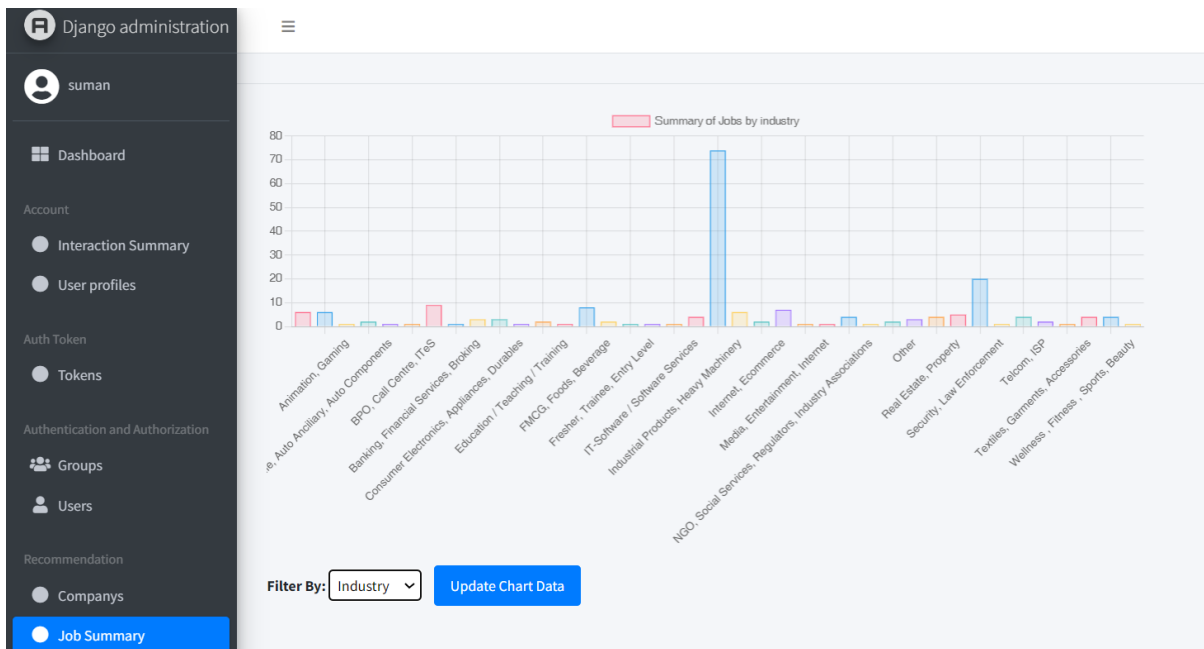 Django administration
suman
Dashboard
Account
Interaction Summary
User profiles
Auth Token
Tokens
Authentication and Authorization
Groups
Users
Recommendation
Companys
Job Summary
Summary of Jobs by industry
80
70
60
50
40
30
20
10
0
Animation, Gaming
e, Auto Ancillary, Auto Components
BPO, Call Centre, ITeS
Banking, Financial Services, Broking
Consumer Electronics, Appliances, Durables
Education / Teaching / Training
FMCG, Foods, Beverage
Fresher, Trainee, Entry Level
IT-Software / Software Services
Industrial Products, Heavy Machinery
Internet, Ecommerce
Media, Entertainment, Internet
NGO, Social Services, Regulators, Industry Associations
Other
Real Estate, Property
Security, Law Enforcement
Telcom, ISP
Textiles, Garments, Accessories
Wellness , Fitness , Sports, Beauty
Filter By: Industry Update Chart Data